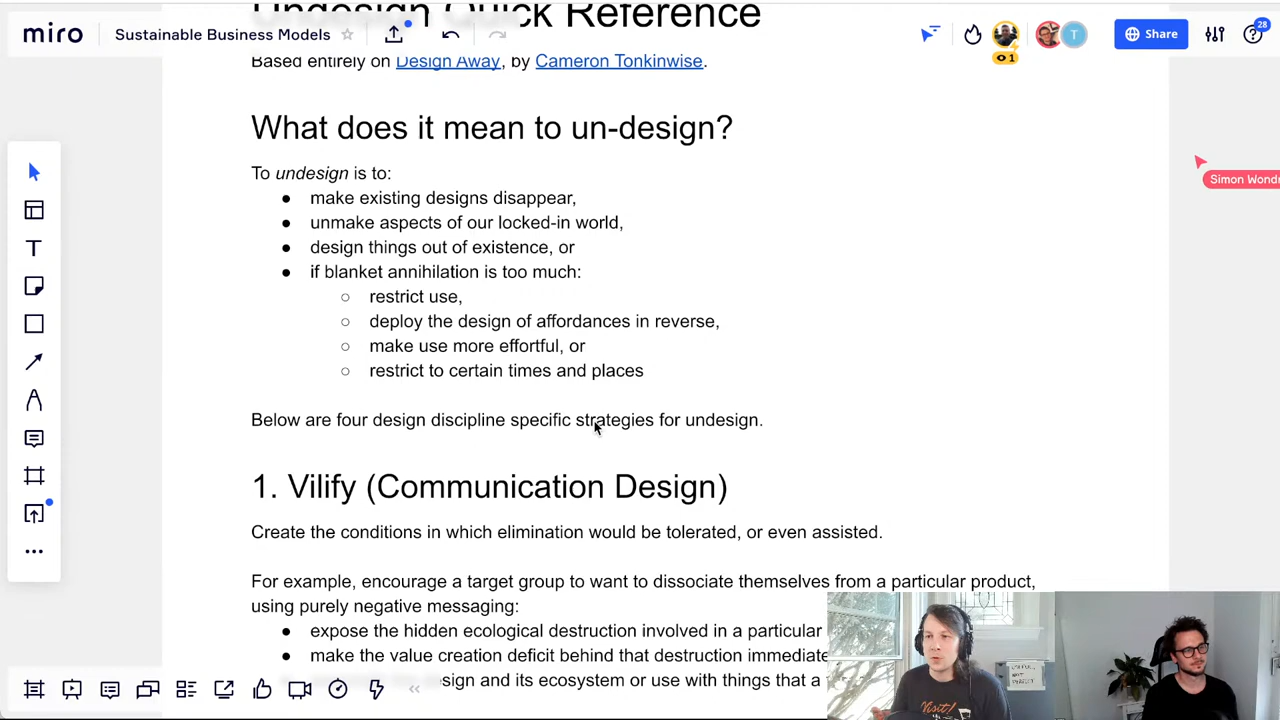 Undesign Quick Reference
miro
Sustainable Business Models
Share
28
T
1
Based entirely on Design Away, by Cameron Tonkinwise.
What does it mean to un-design?
Simon Wondr
To undesign is to:
● make existing designs disappear,
● unmake aspects of our locked-in world,
● design things out of existence, or
● if blanket annihilation is too much:
○ restrict use,
○ deploy the design of affordances in reverse,
○ make use more effortful, or
○ restrict to certain times and places
Below are four design discipline specific strategies for undesign.
1. Vilify (Communication Design)
Create the conditions in which elimination would be tolerated, or even assisted.
For example, encourage a target group to want to dissociate themselves from a particular product,
using purely negative messaging:
● expose the hidden ecological destruction involved in a particular
● make the value creation deficit behind that destruction immediate
sign and its ecosystem or use with things that a
Visit!